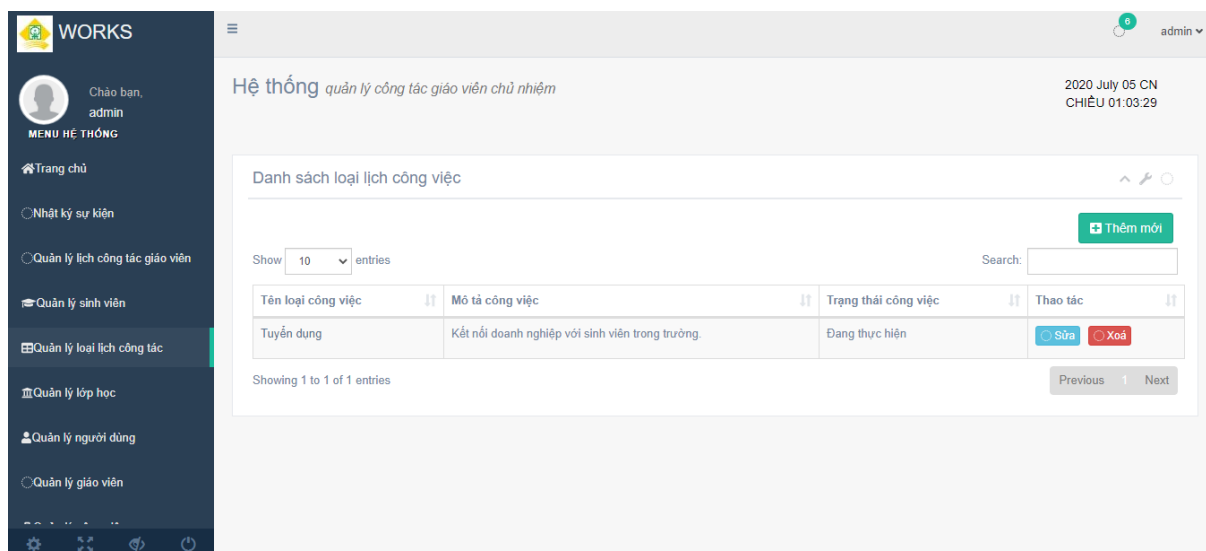 WORKS
6
admin
Chào bạn,
admin
MENU HỆ THỐNG
Hệ thống quản lý công tác giáo viên chủ nhiệm
2020 July 05 CN
CHIỀU 01:03:29
Trang chủ
Nhật ký sự kiện
Quản lý lịch công tác giáo viên
Quản lý sinh viên
Quản lý loại lịch công tác
Quản lý lớp học
Quản lý người dùng
Quản lý giáo viên
Danh sách loại lịch công việc
Thêm mới
Show 10 entries
Search:
Tên loại công việc Mô tả công việc Trạng thái công việc Thao tác
Tuyển dụng Kết nối doanh nghiệp với sinh viên trong trường. Đang thực hiện Sửa Xoá
Showing 1 to 1 of 1 entries
Previous 1 Next